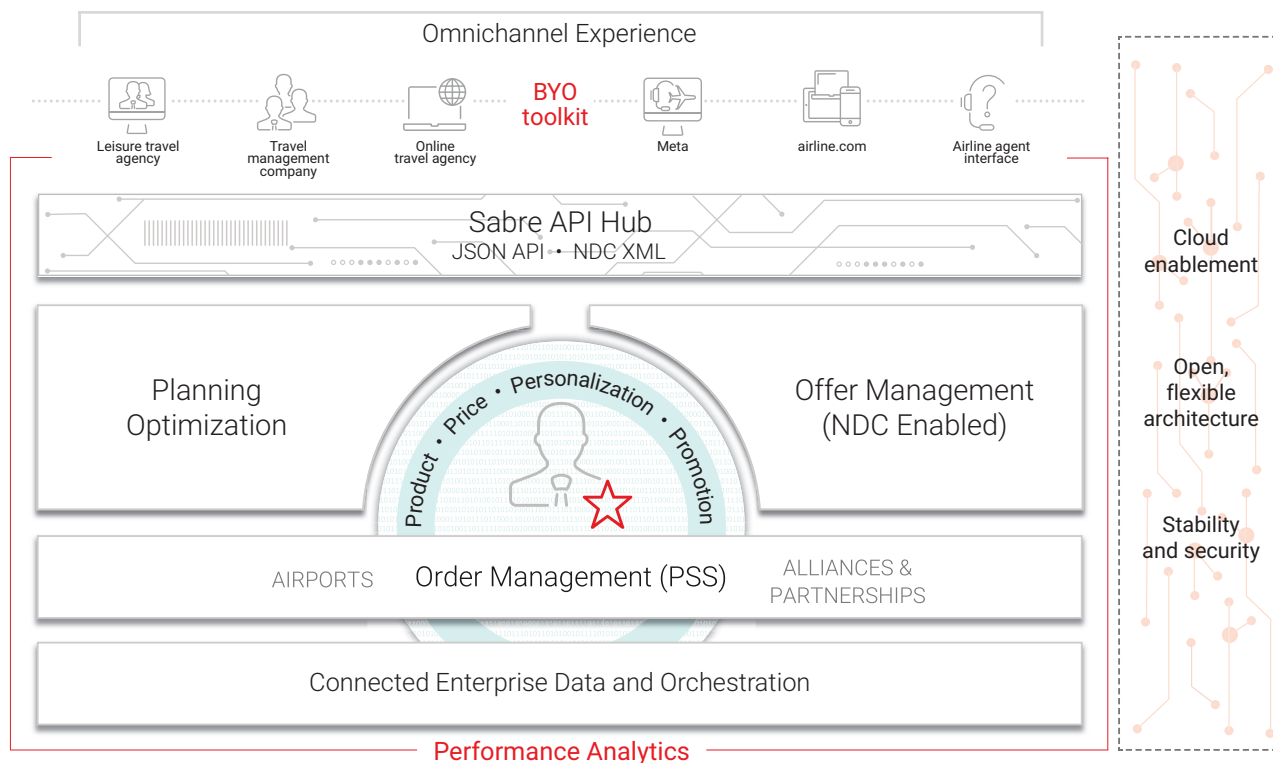 Omnichannel Experience
Leisure travel
agency
Travel
management
company
Online
travel agency
BYO
toolkit
Meta
airline.com
Airline agent
interface
Sabre API Hub
JSON API • NDC XML
Planning
Optimization
Product • Price • Personalization • Promotion
Offer Management
(NDC Enabled)
AIRPORTS
Order Management (PSS)
ALLIANCES &
PARTNERSHIPS
Connected Enterprise Data and Orchestration
Performance Analytics
Cloud
enablement
Open,
flexible
architecture
Stability
and security